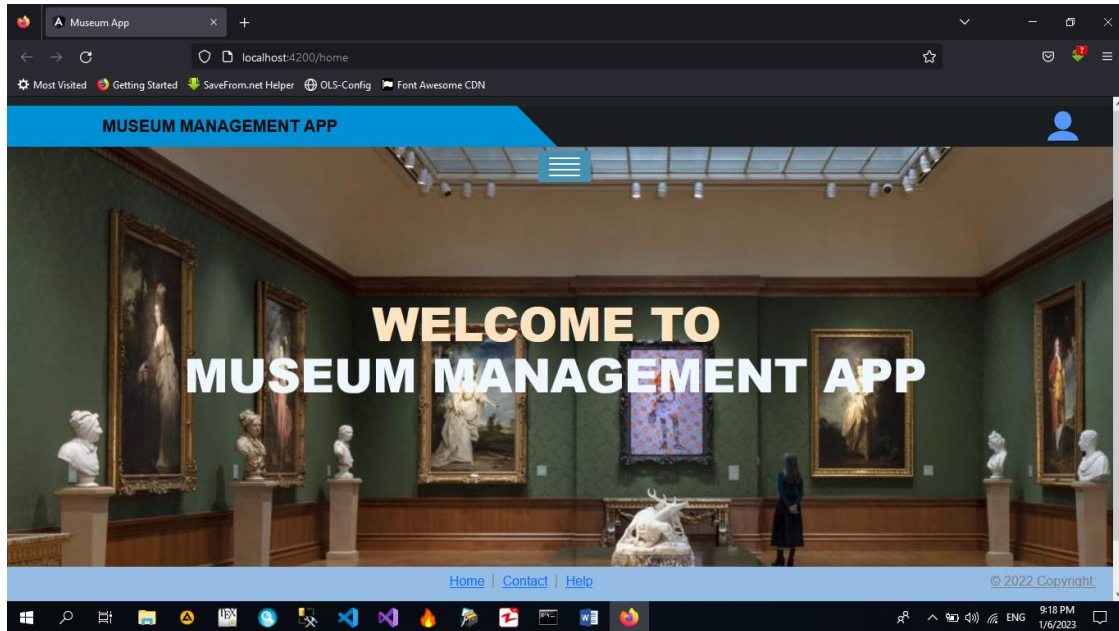 Museum App
localhost:4200/home
Most Visited Getting Started SaveFrom.net Helper OLS-Config Font Awesome CDN
MUSEUM MANAGEMENT APP
WELCOME TO
MUSEUM MANAGEMENT APP
Home | Contact | Help
© 2022 Copyright:
ENG
9:18 PM
1/6/2023